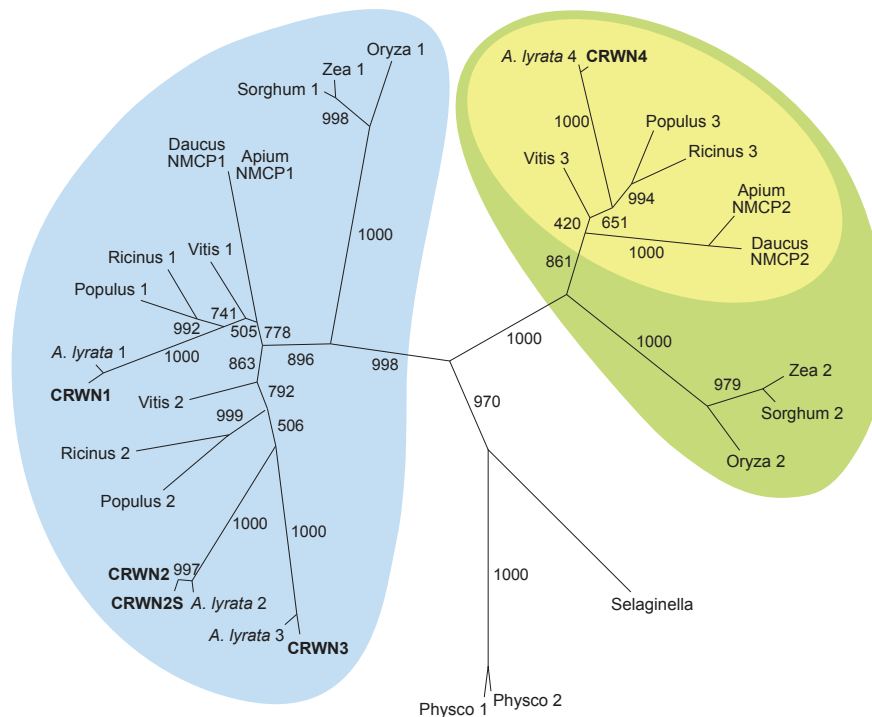 Oryza 1
Zea 1
Sorghum 1
998
Daucus
NMCP1
Apium
NMCP1
1000
Vitis 1
Ricinus 1
Populus 1
741
992
505
778
1000
A. lyrata 1
CRWN1
863
896
998
Vitis 2
792
999
506
Ricinus 2
Populus 2
1000
1000
997
CRWN2
CRWN2S
A. lyrata 2
A. lyrata 3
CRWN3
A. lyrata 4
CRWN4
1000
Populus 3
Ricinus 3
Vitis 3
994
Apium
NMCP2
420
651
Daucus
NMCP2
1000
861
1000
1000
979
Zea 2
Sorghum 2
Oryza 2
970
1000
Selaginella
Physco 1
Physco 2